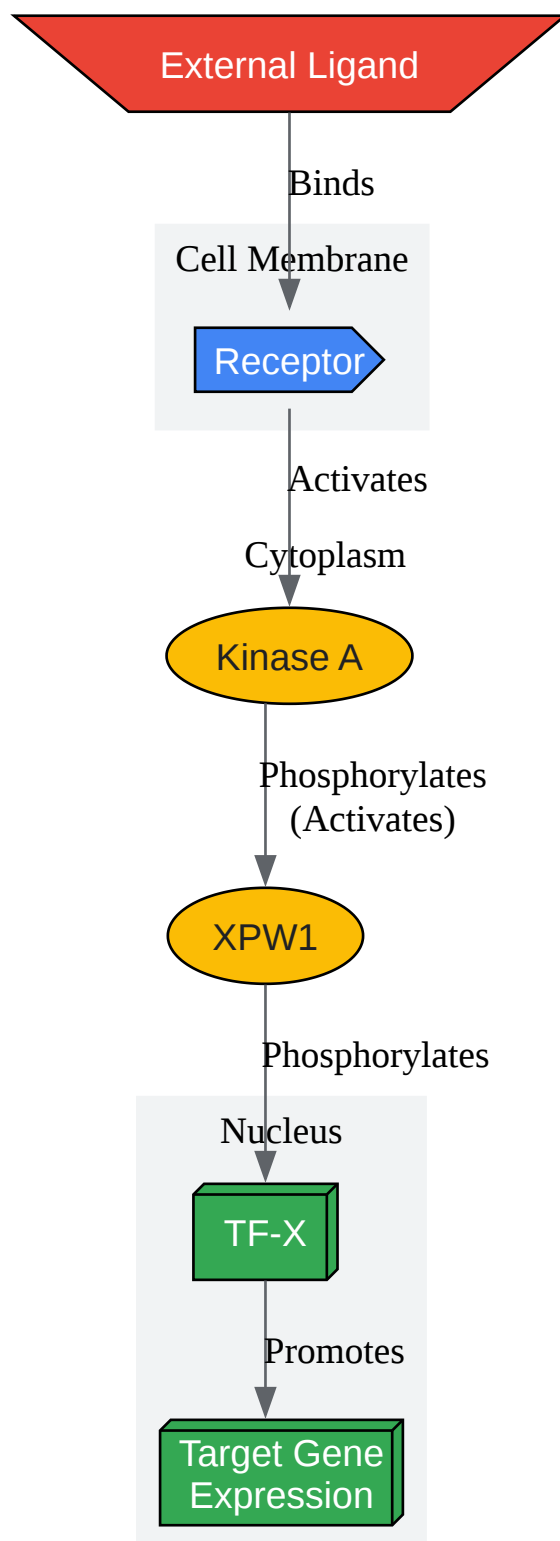 External Ligand
Binds
Cell Membrane
Receptor
Activates
Cytoplasm
Kinase A
Phosphorylates
(Activates)
XPW1
Phosphorylates
Nucleus
TF-X
Promotes
Target Gene
Expression